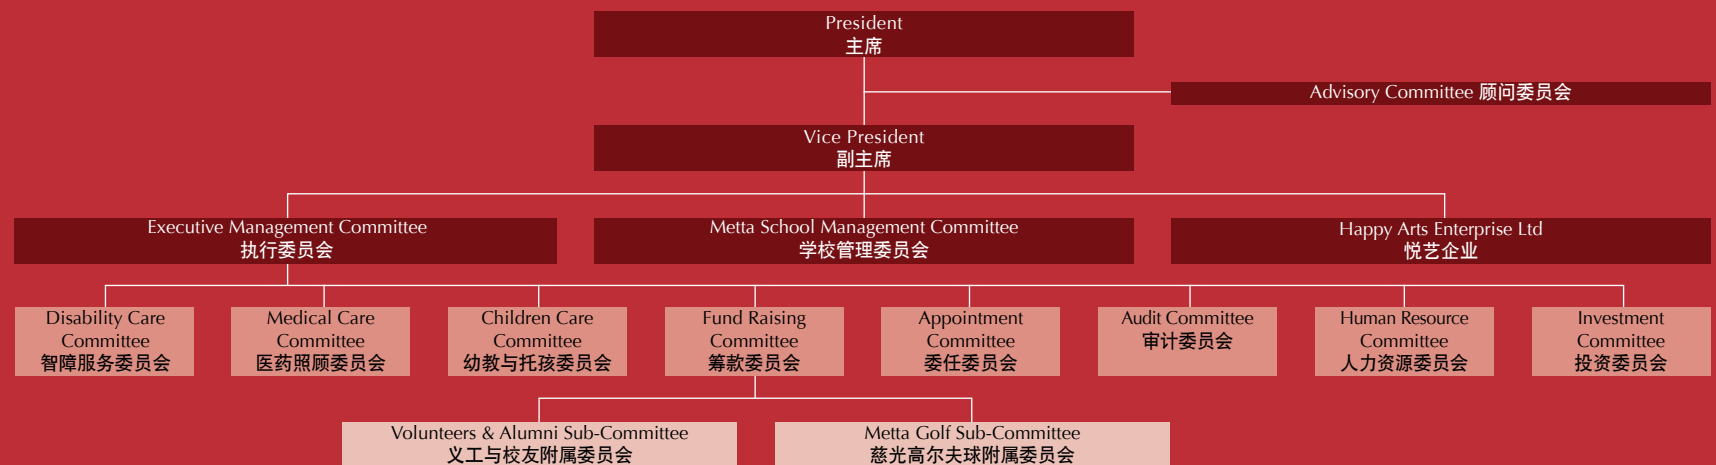 President
主席
Advisory Committee 顾问委员会
Vice President
副主席
Executive Management Committee
执行委员会
Metta School Management Committee
学校管理委员会
Happy Arts Enterprise Ltd
悦艺企业
Disability Care
Committee
智障服务委员会
Medical Care
Committee
医药照顾委员会
Children Care
Committee
幼教与托孩委员会
Fund Raising
Committee
筹款委员会
Appointment
Committee
委任委员会
Audit Committee
审计委员会
Human Resource
Committee
人力资源委员会
Investment
Committee
投资委员会
Volunteers & Alumni Sub-Committee
义工与校友附属委员会
Metta Golf Sub-Committee
慈光高尔夫球附属委员会